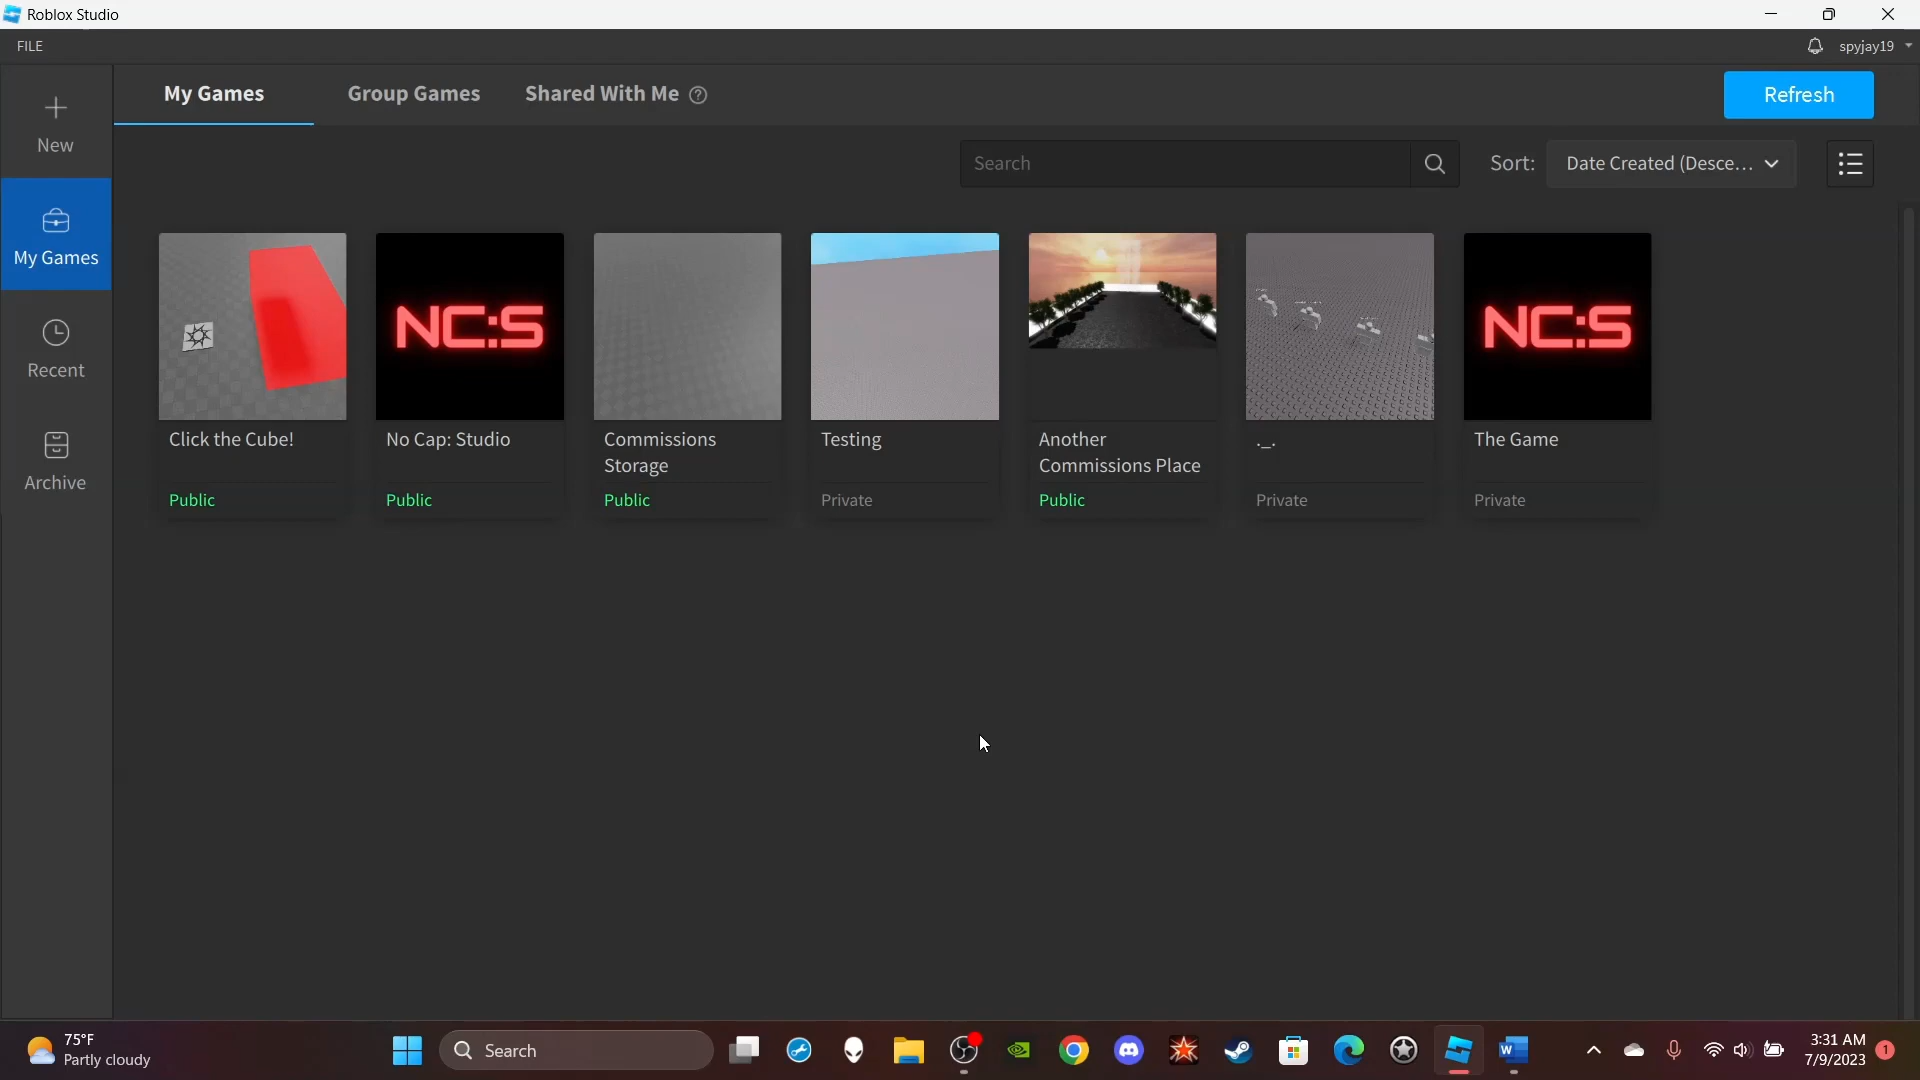 Roblox Studio
FILE
spyjay19
New
My Games
Recent
Archive
My Games
Group Games
Shared With Me ?
Refresh
Search
Sort:
Date Created (Desce...
NC:S
NC:S
Click the Cube!
Public
No Cap: Studio
Public
Commissions
Storage
Public
Testing
Private
Another
Commissions Place
Public
._.
Private
The Game
Private
75°F
Partly cloudy
Search
W
3:31 AM
7/9/2023
1